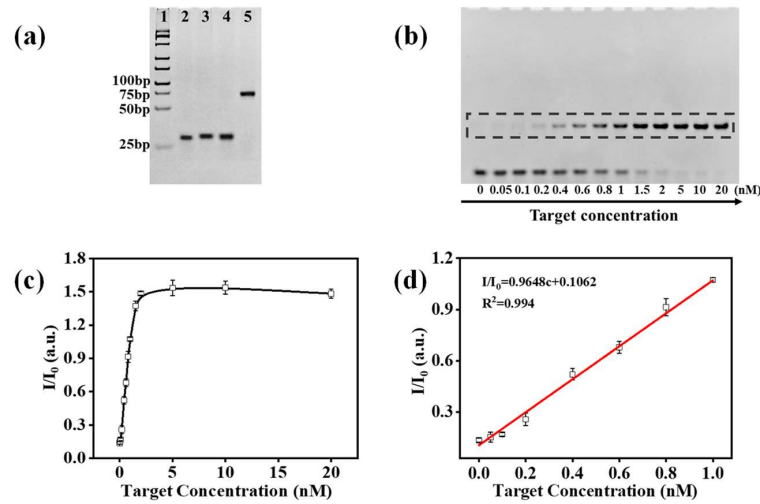 (a)
1 2 3 4 5
100bp
75bp
50bp
25bp
(b)
0 0.05 0.1 0.2 0.4 0.6 0.8 1 1.5 2 5 10 20 (nM)
Target concentration
(c)
1.8
1.5
1.2
0.9
0.6
0.3
0.0
I/I₀ (a.u.)
0 5 10 15 20
Target Concentration (nM)
(d)
1.2
0.9
0.6
0.3
I/I₀ (a.u.)
I/I₀=0.9648c+0.1062
R²=0.994
0.0 0.2 0.4 0.6 0.8 1.0
Target Concentration (nM)